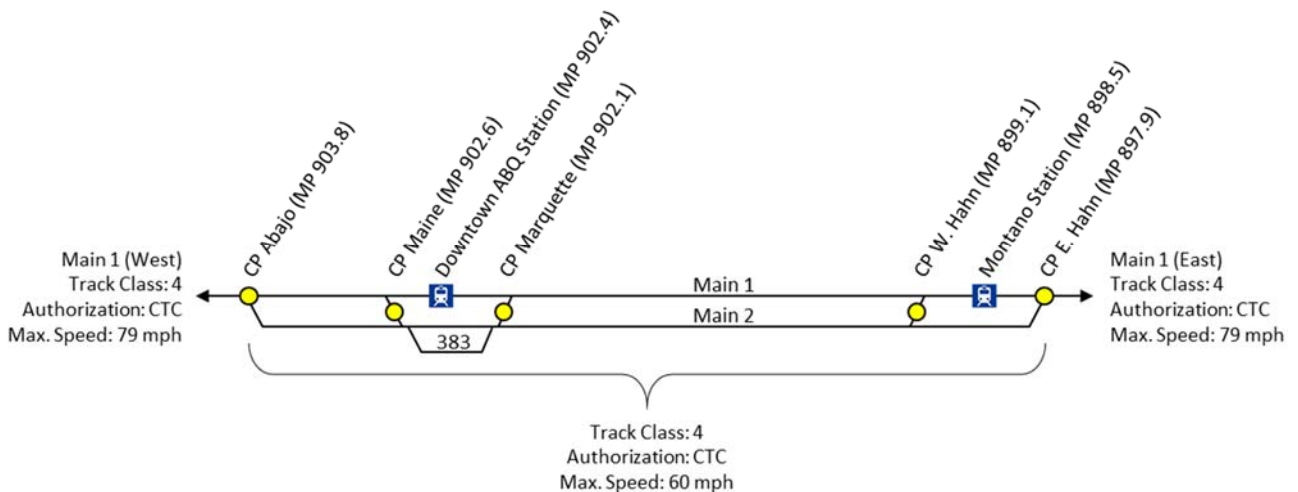 CP Abajo (MP 903.8)
CP Maine (MP 902.6)
Downtown ABQ Station (MP 902.4)
CP Marquette (MP 902.1)
CP W. Hahn (MP 899.1)
Montano Station (MP 898.5)
CP E. Hahn (MP 897.9)
Main 1 (West)
Track Class: 4
Authorization: CTC
Max. Speed: 79 mph
Main 1
Main 2
383
Main 1 (East)
Track Class: 4
Authorization: CTC
Max. Speed: 79 mph
Track Class: 4
Authorization: CTC
Max. Speed: 60 mph